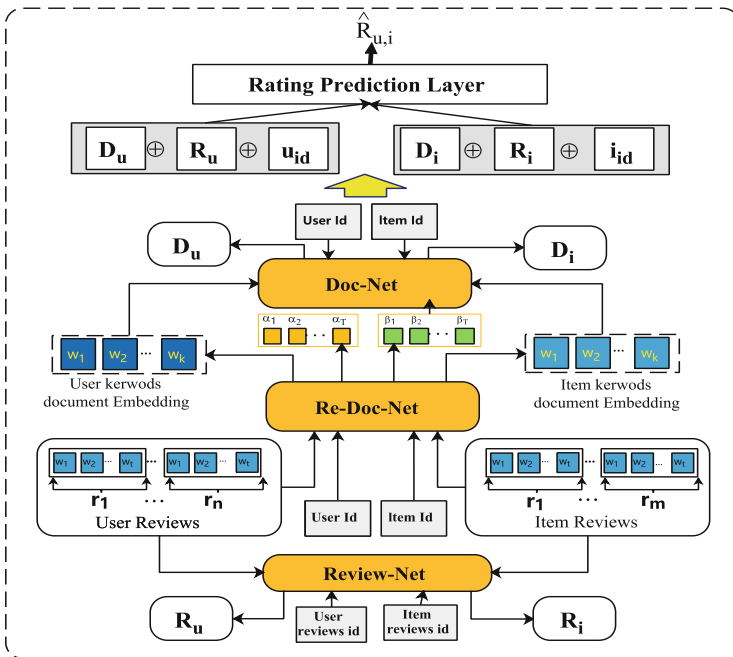 R̂u,i
Rating Prediction Layer
Du ⊕ Ru ⊕ uid
Di ⊕ Ri ⊕ iid
User Id
Item Id
Du
Di
Doc-Net
α1 α2 ... αT
β1 β2 ... βT
w1 w2 ... wk
w1 w2 ... wk
User kerwods
document Embedding
Item kerwods
document Embedding
Re-Doc-Net
w1 w2 ... wt ... w1 w2 ... wt
r1 ... rn
User Reviews
w1 w2 ... wt ... w1 w2 ... wt
r1 ... rm
Item Reviews
User Id
Item Id
Review-Net
Ru
User
reviews id
Item
reviews id
Ri